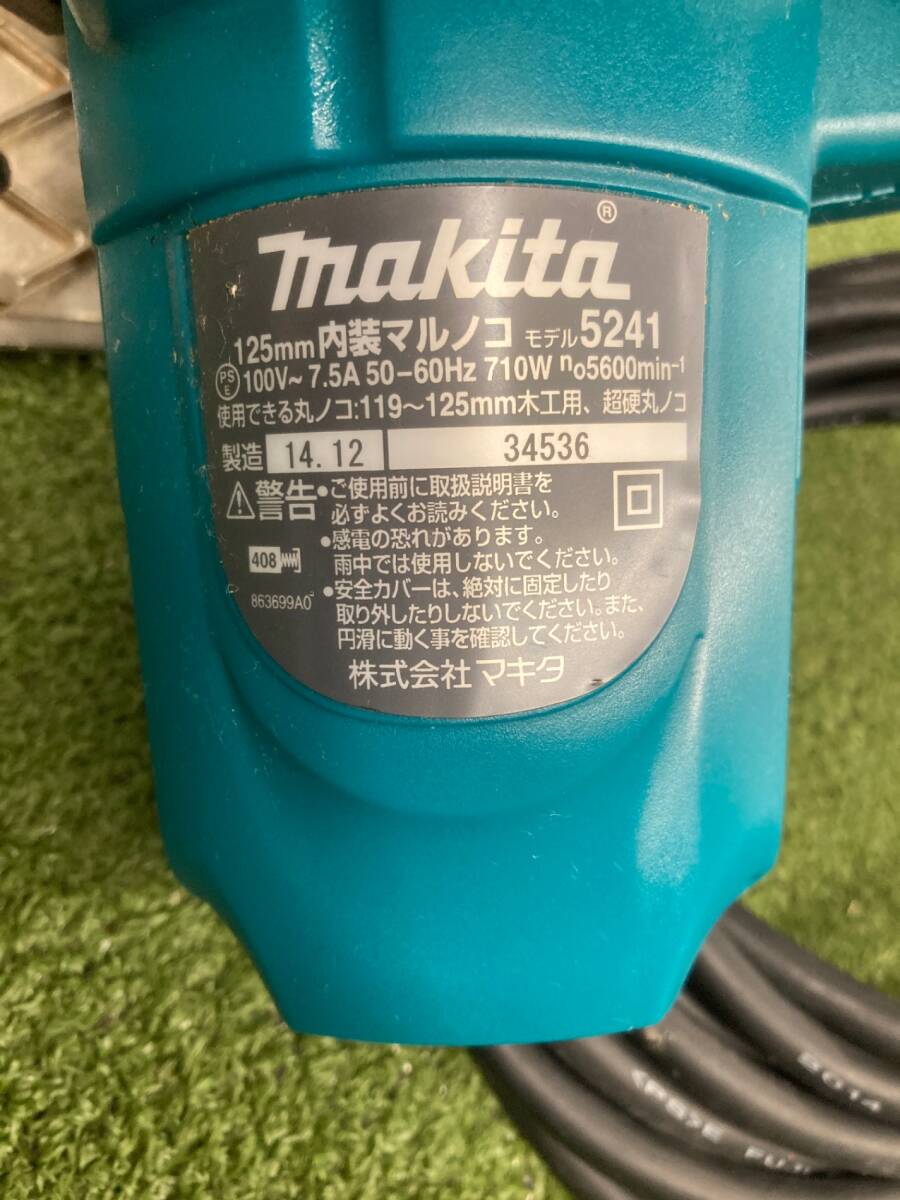 makita®
125mm内装マルノコ モデル5241
PS E 100V~ 7.5A 50-60Hz 710W no5600min-1
使用できる丸ノコ:119～125mm木工用、超硬丸ノコ
製造 14.12 34536
警告 •ご使用前に取扱説明書を
必ずよくお読みください。
•感電の恐れがあります。
雨中では使用しないでください。
408
•安全カバーは、絶対に固定したり
863699A0
取り外したりしないでください。また、
円滑に動く事を確認してください。
株式会社マキタ
2014